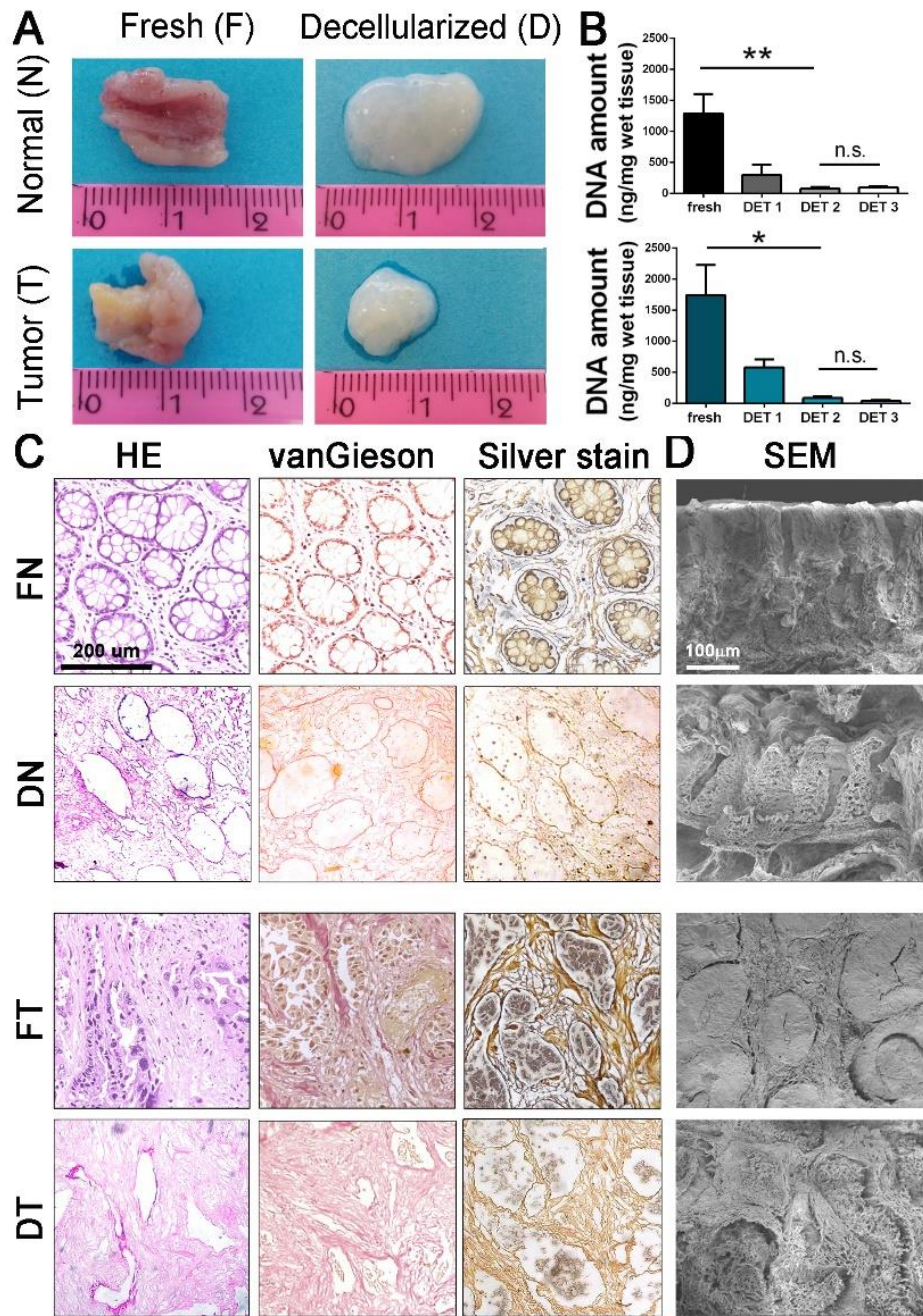 A Fresh (F) Decellularized (D) B
Normal (N)
0 1 2
0 1 2
Tumor (T)
0 1 2
0 1 2
DNA amount
(ng/mg wet tissue)
2500
2000
1500
1000
500
0
**
n.s.
fresh DET 1 DET 2 DET 3
DNA amount
(ng/mg wet tissue)
2500
2000
1500
1000
500
0
*
n.s.
fresh DET 1 DET 2 DET 3
C HE vanGieson Silver stain D SEM
FN
200 um
100μm
DN
FT
DT